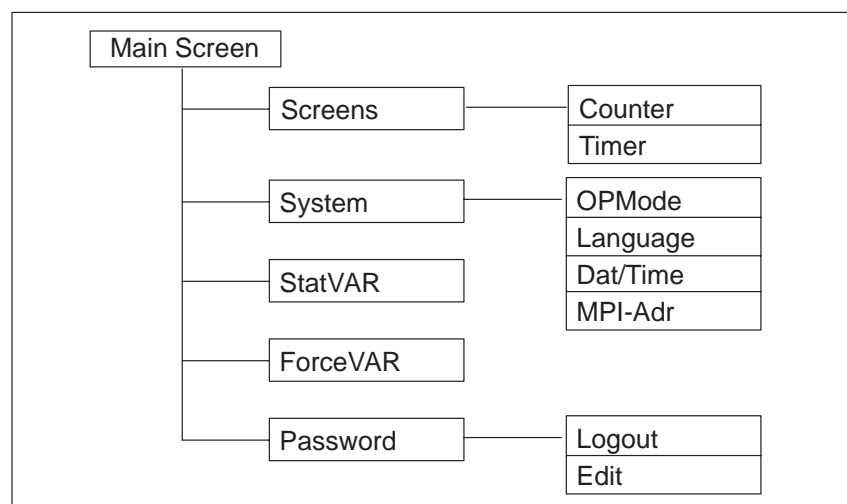 Main Screen
Screens
Counter
Timer
System
OPMode
Language
Dat/Time
MPI-Adr
StatVAR
ForceVAR
Password
Logout
Edit